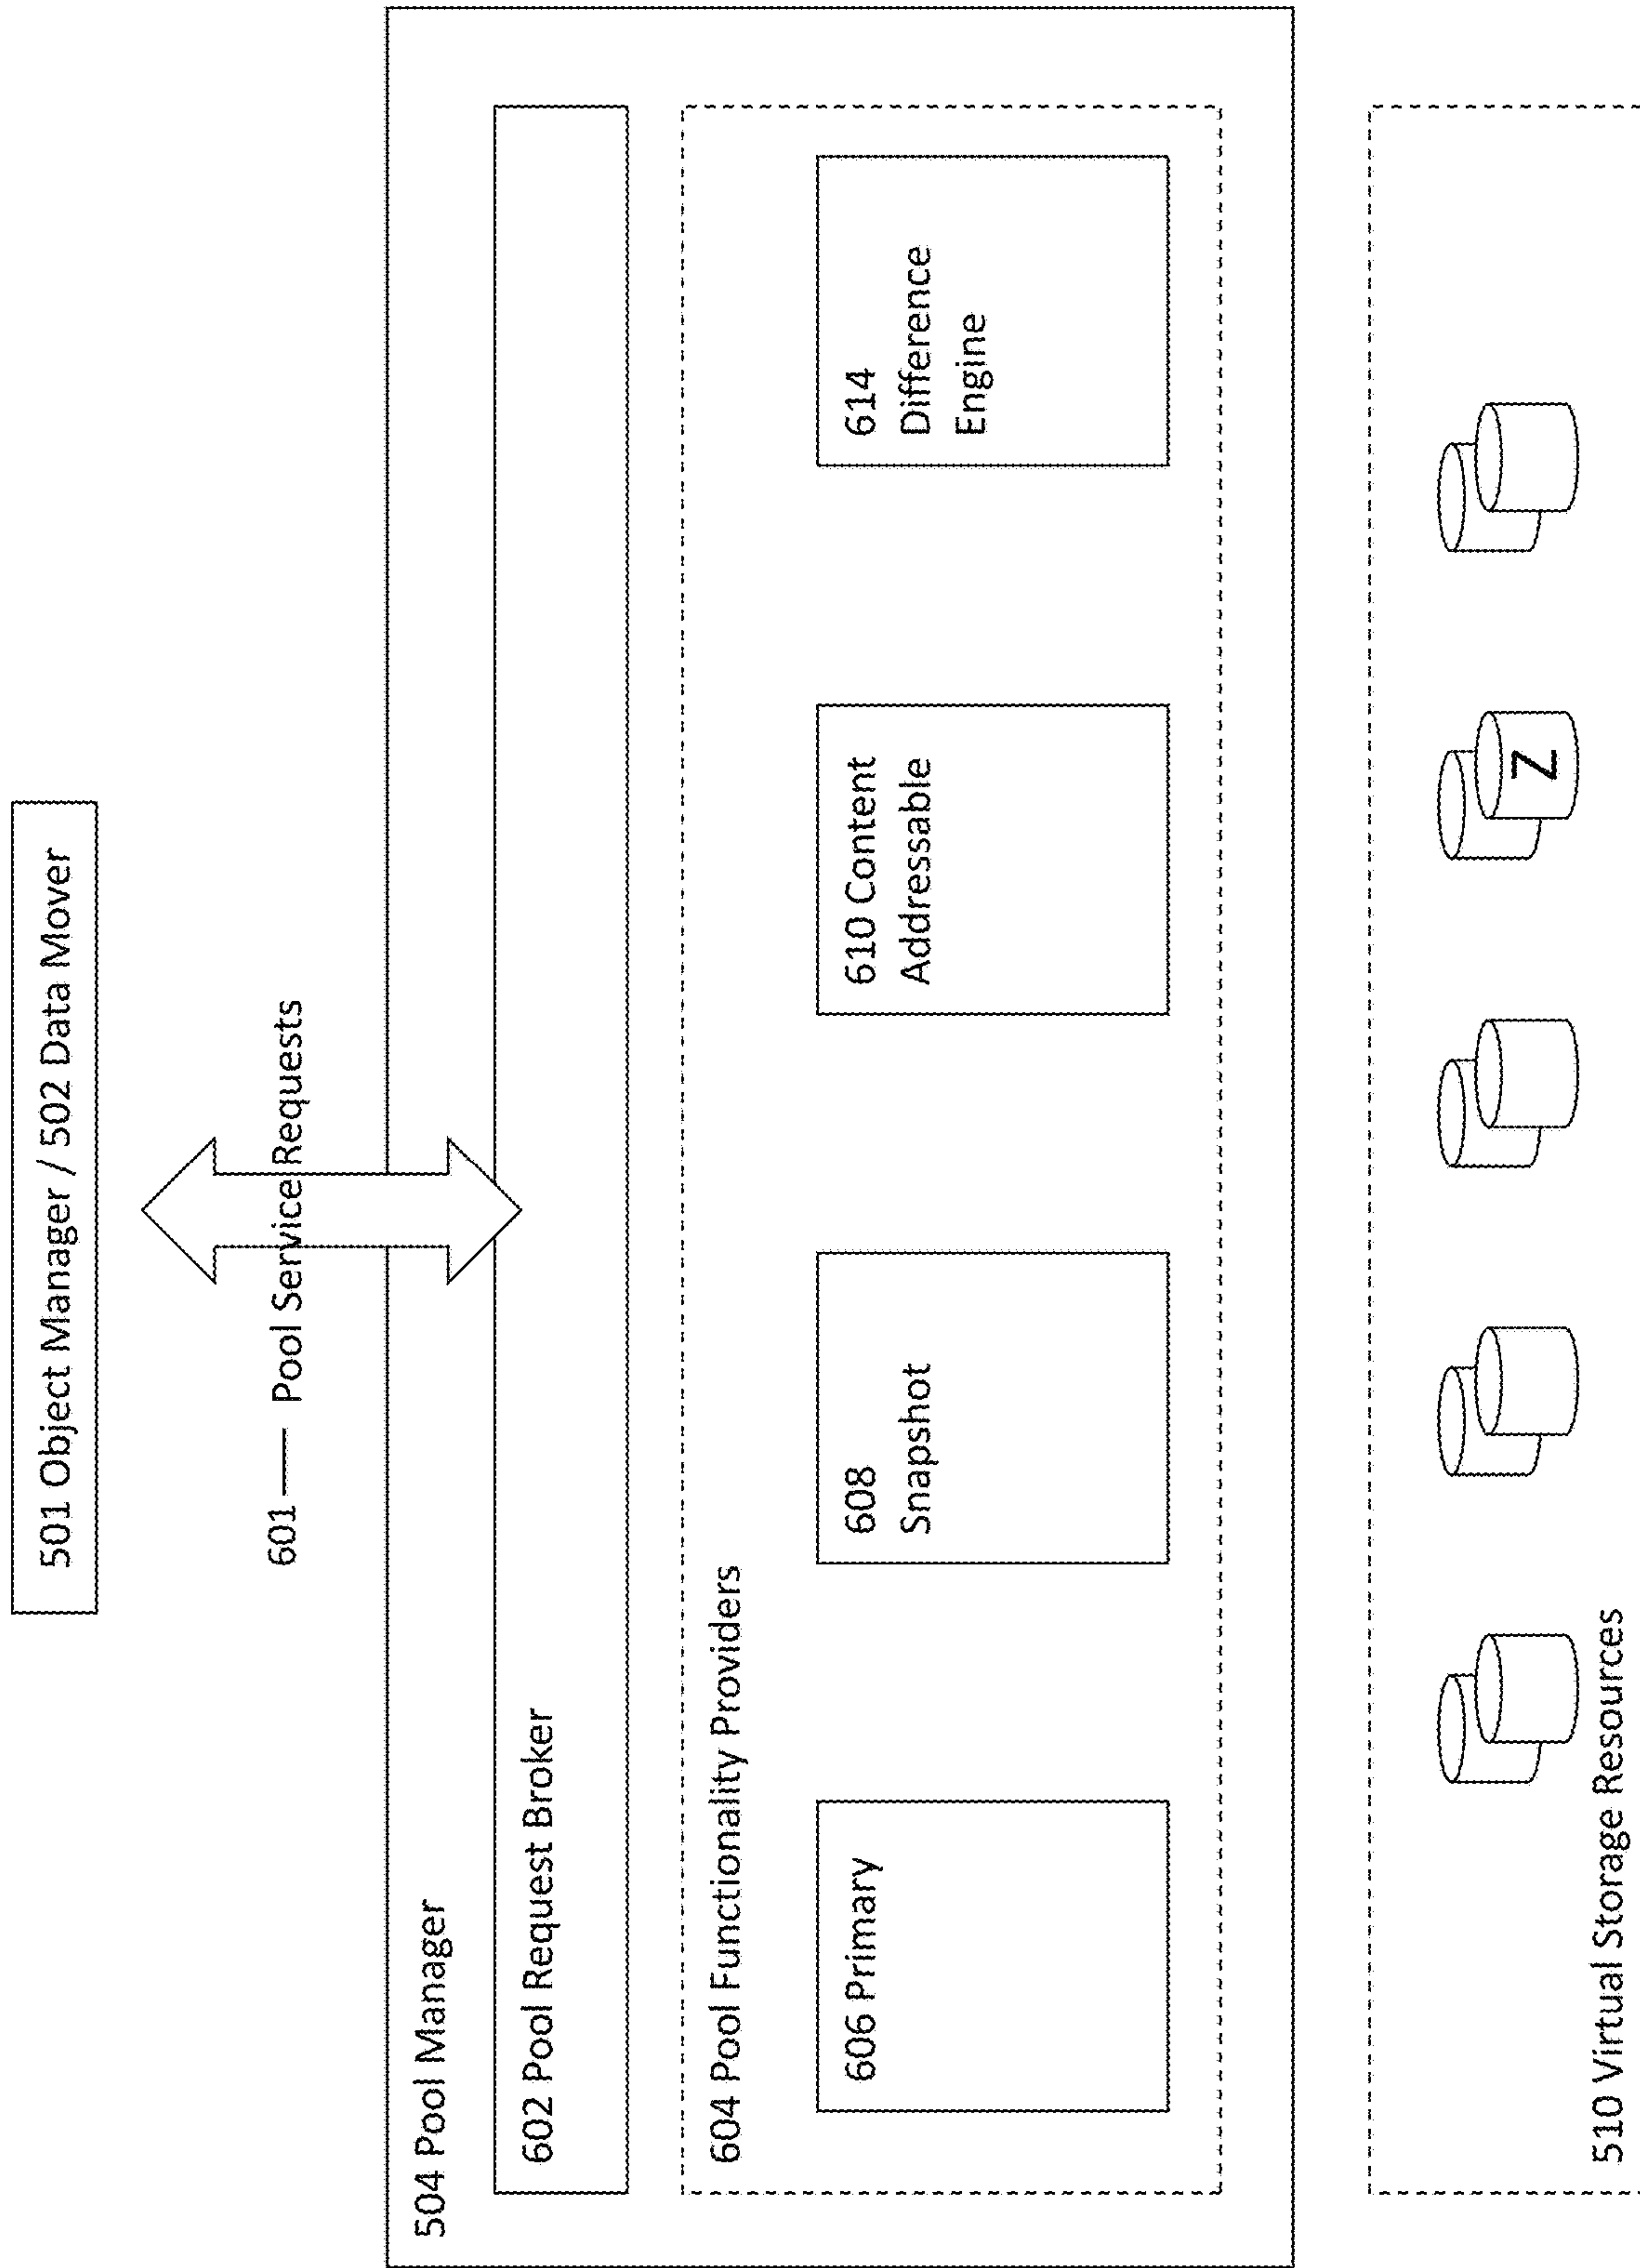 501 Object Manager / 502 Data Mover
601 Pool Service Requests
504 Pool Manager
602 Pool Request Broker
604 Pool Functionality Providers
606 Primary
608
Snapshot
610 Content
Addressable
614
Difference
Engine
N
510 Virtual Storage Resources